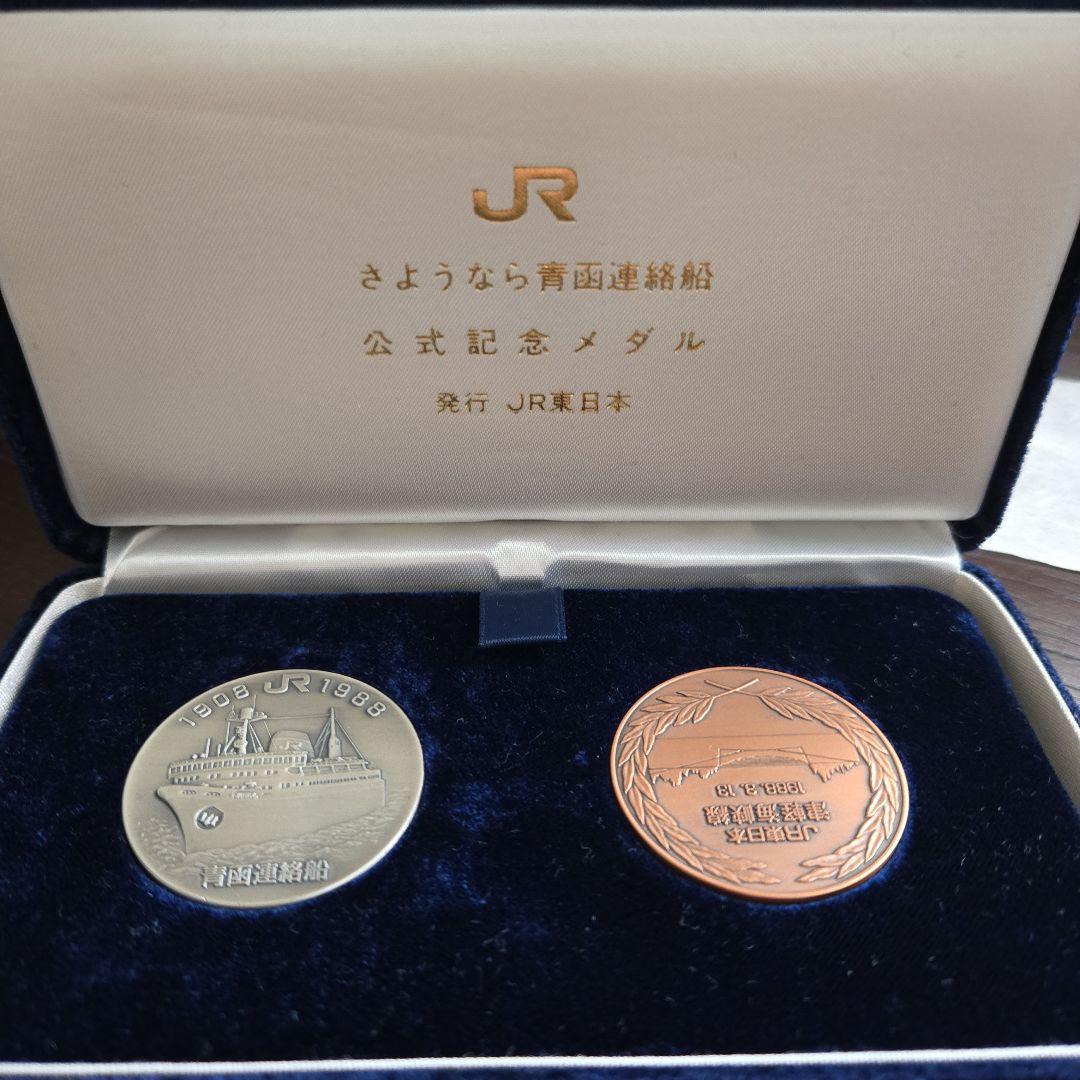 JR
さようなら青函連絡船
公式記念メダル
発行 JR東日本
1908 JR 1988
JR
青函連絡船
JR東日本
津軽海峡線
1988.3.13